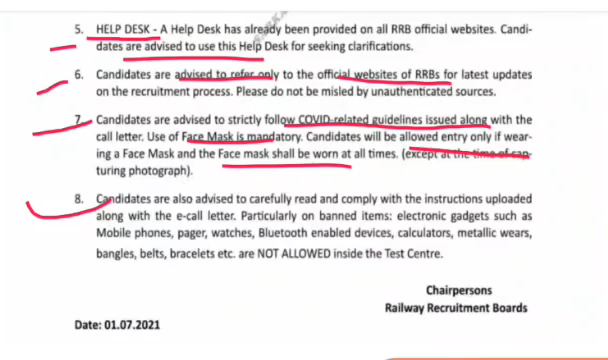 5. HELP DESK - A Help Desk has already been provided on all RRB official websites. Candi-
dates are advised to use this Help Desk for seeking clarifications.
6. Candidates are advised to refer only to the official websites of RRBs for latest updates
on the recruitment process. Please do not be misled by unauthenticated sources.
7. Candidates are advised to strictly follow COVID-related guidelines issued along with the
call letter. Use of Face Mask is mandatory. Candidates will be allowed entry only if wear-
ing a Face Mask and the Face mask shall be worn at all times. (except at the time of cap-
turing photograph).
8. Candidates are also advised to carefully read and comply with the instructions uploaded
along with the e-call letter. Particularly on banned items: electronic gadgets such as
Mobile phones, pager, watches, Bluetooth enabled devices, calculators, metallic wears,
bangles, belts, bracelets etc. are NOT ALLOWED inside the Test Centre.
Chairpersons
Railway Recruitment Boards
Date: 01.07.2021